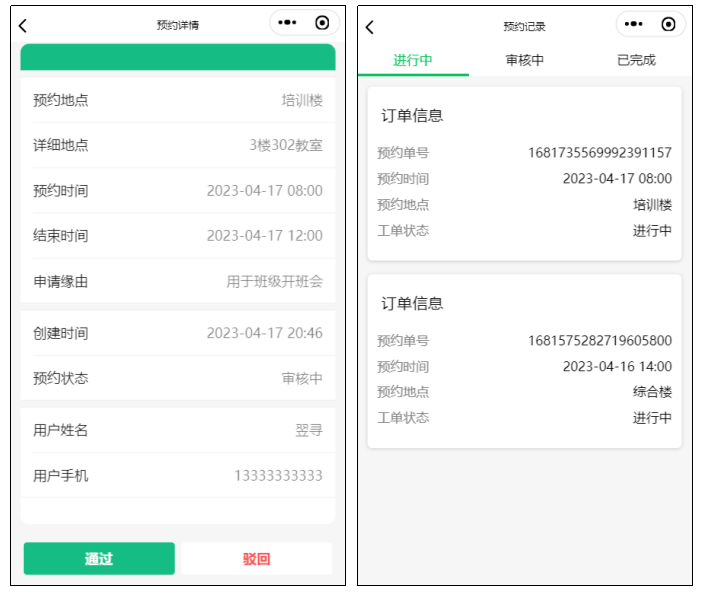 预约详情
预约地点 培训楼
详细地点 3楼302教室
预约时间 2023-04-17 08:00
结束时间 2023-04-17 12:00
申请缘由 用于班级开班会
创建时间 2023-04-17 20:46
预约状态 审核中
用户姓名 翌寻
用户手机 13333333333
通过 驳回
预约记录
进行中 审核中 已完成
订单信息
预约单号 1681735569992391157
预约时间 2023-04-17 08:00
预约地点 培训楼
工单状态 进行中
订单信息
预约单号 1681575282719605800
预约时间 2023-04-16 14:00
预约地点 综合楼
工单状态 进行中